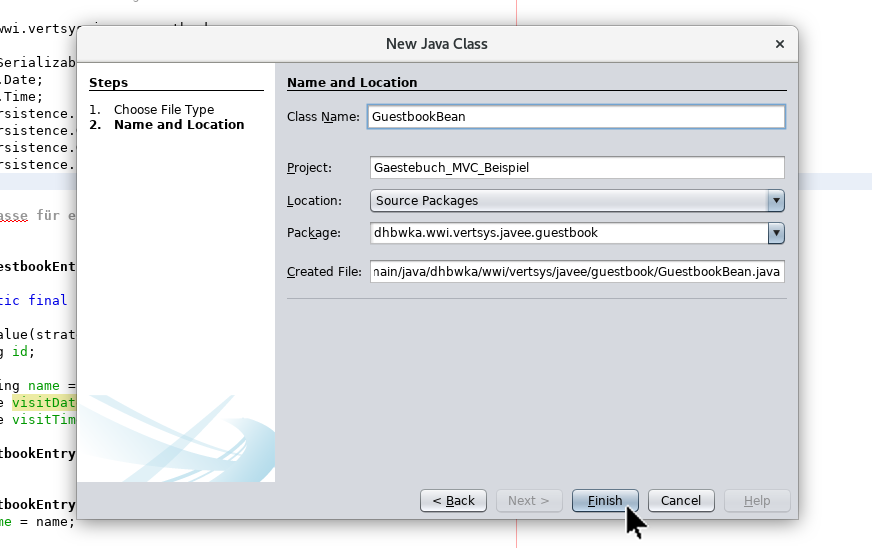 New Java Class
Steps
1. Choose File Type
2. Name and Location
Name and Location
Class Name: GuestbookBean
Project: Gaestebuch_MVC_Beispiel
Location: Source Packages
Package: dhbwka.wwi.vertsys.javee.guestbook
Created File: nain/java/dhbwka/wwi/vertsys/javee/guestbook/GuestbookBean.java
< Back Next > Finish Cancel Help
wwi.vertsys
Serializab
.Date;
.Time;
rsistence.
rsistence.
rsistence.
rsistence.
asse für e
estbookEnt
tic final
alue(strat
g id;
ing name =
e visitDat
e visitTim
tbookEntry
tbookEntry
me = name;